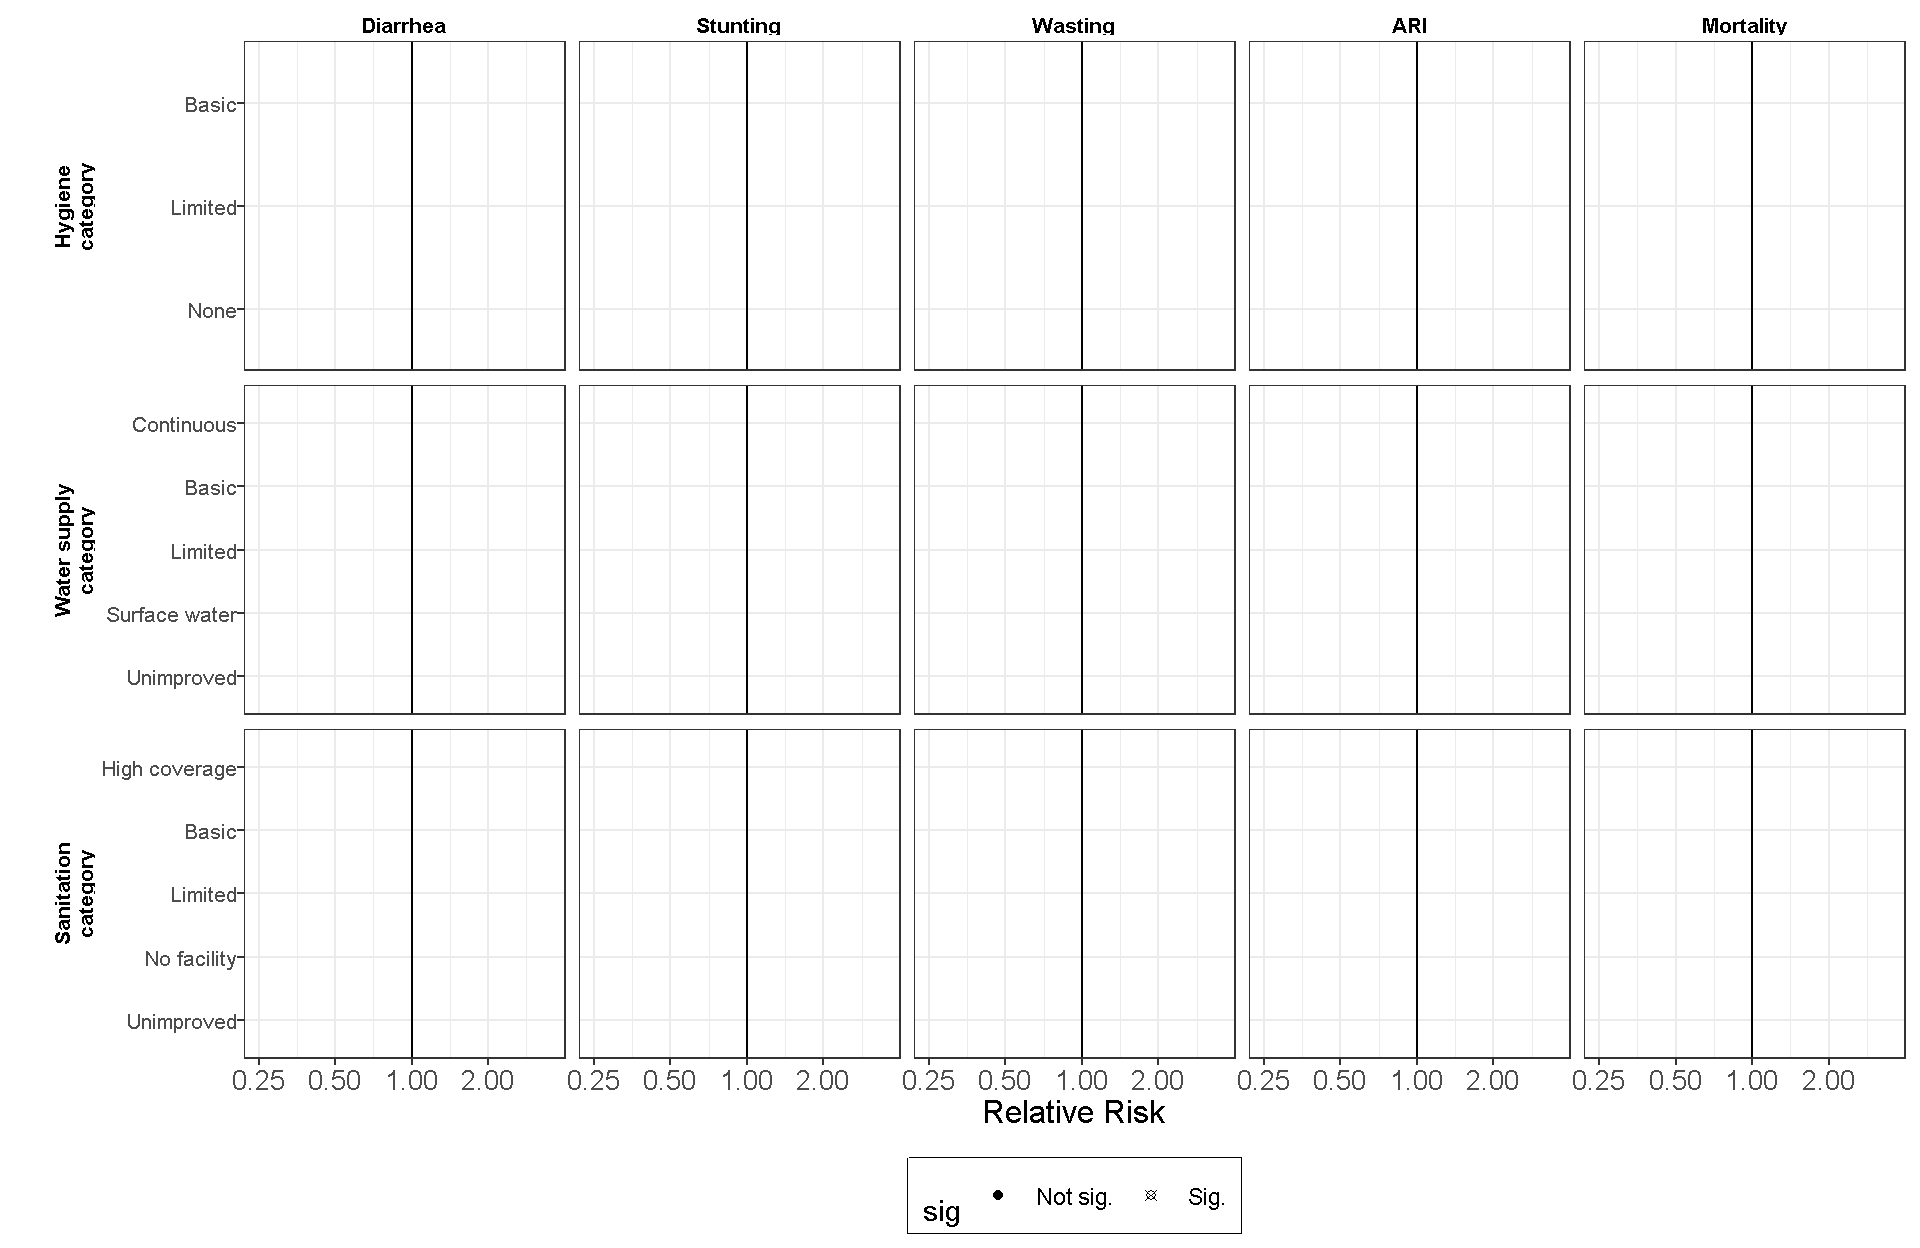 Diarrhea Stunting Wasting ARI Mortality
Hygiene
category
Basic
Limited
None
Water supply
category
Continuous
Basic
Limited
Surface water
Unimproved
Sanitation
category
High coverage
Basic
Limited
No facility
Unimproved
0.25 0.50 1.00 2.00 0.25 0.50 1.00 2.00 0.25 0.50 1.00 2.00 0.25 0.50 1.00 2.00 0.25 0.50 1.00 2.00
Relative Risk
sig Not sig. Sig.